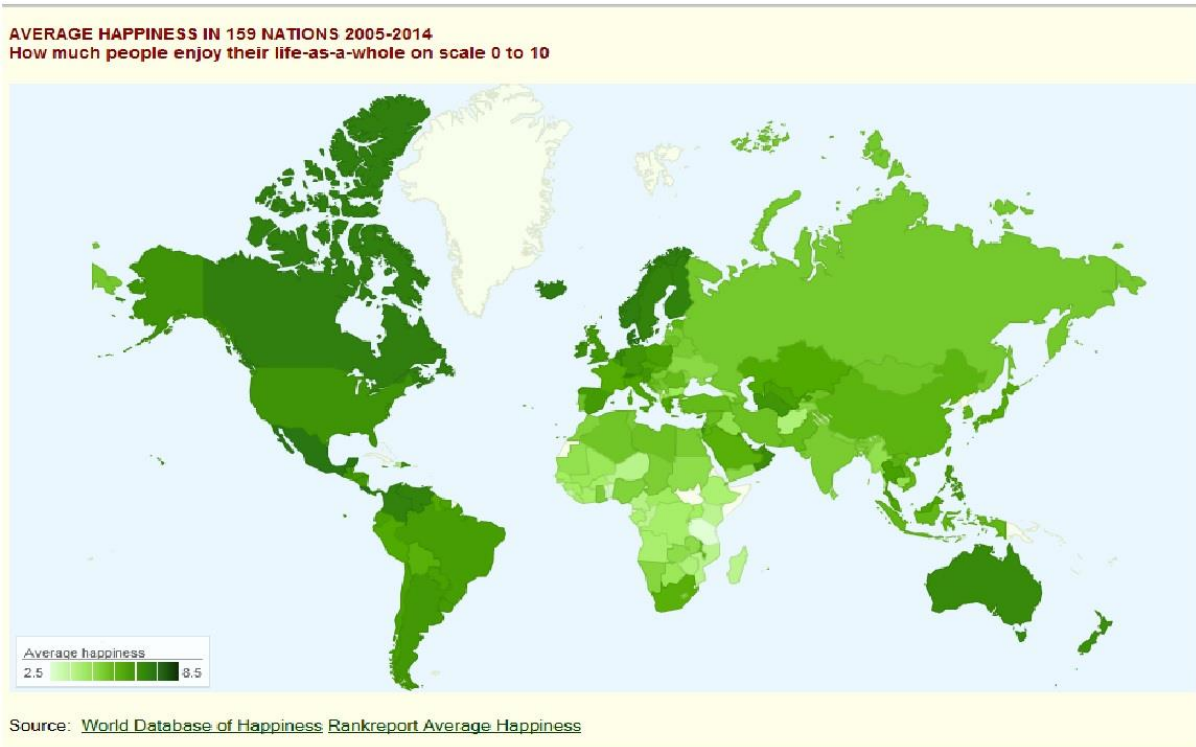 AVERAGE HAPPINESS IN 159 NATIONS 2005-2014
How much people enjoy their life-as-a-whole on scale 0 to 10
Average happiness
2.5 8.5
Source: World Database of Happiness Rankreport Average Happiness